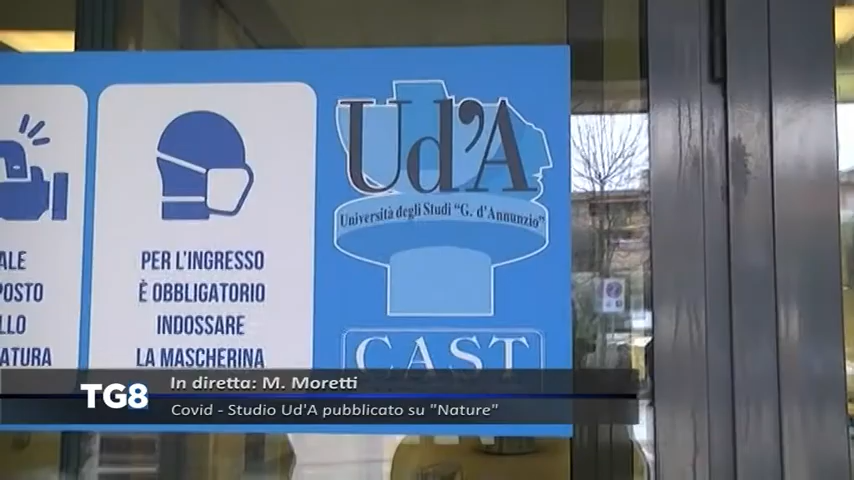 ALE
POSTO
LLO
ATURA
PER L'INGRESSO
È OBBLIGATORIO
INDOSSARE
LA MASCHERINA
Ud'A
Università degli Studi "G. d'Annunzio"
CAST
TG8
In diretta: M. Moretti
Covid - Studio Ud'A pubblicato su "Nature"